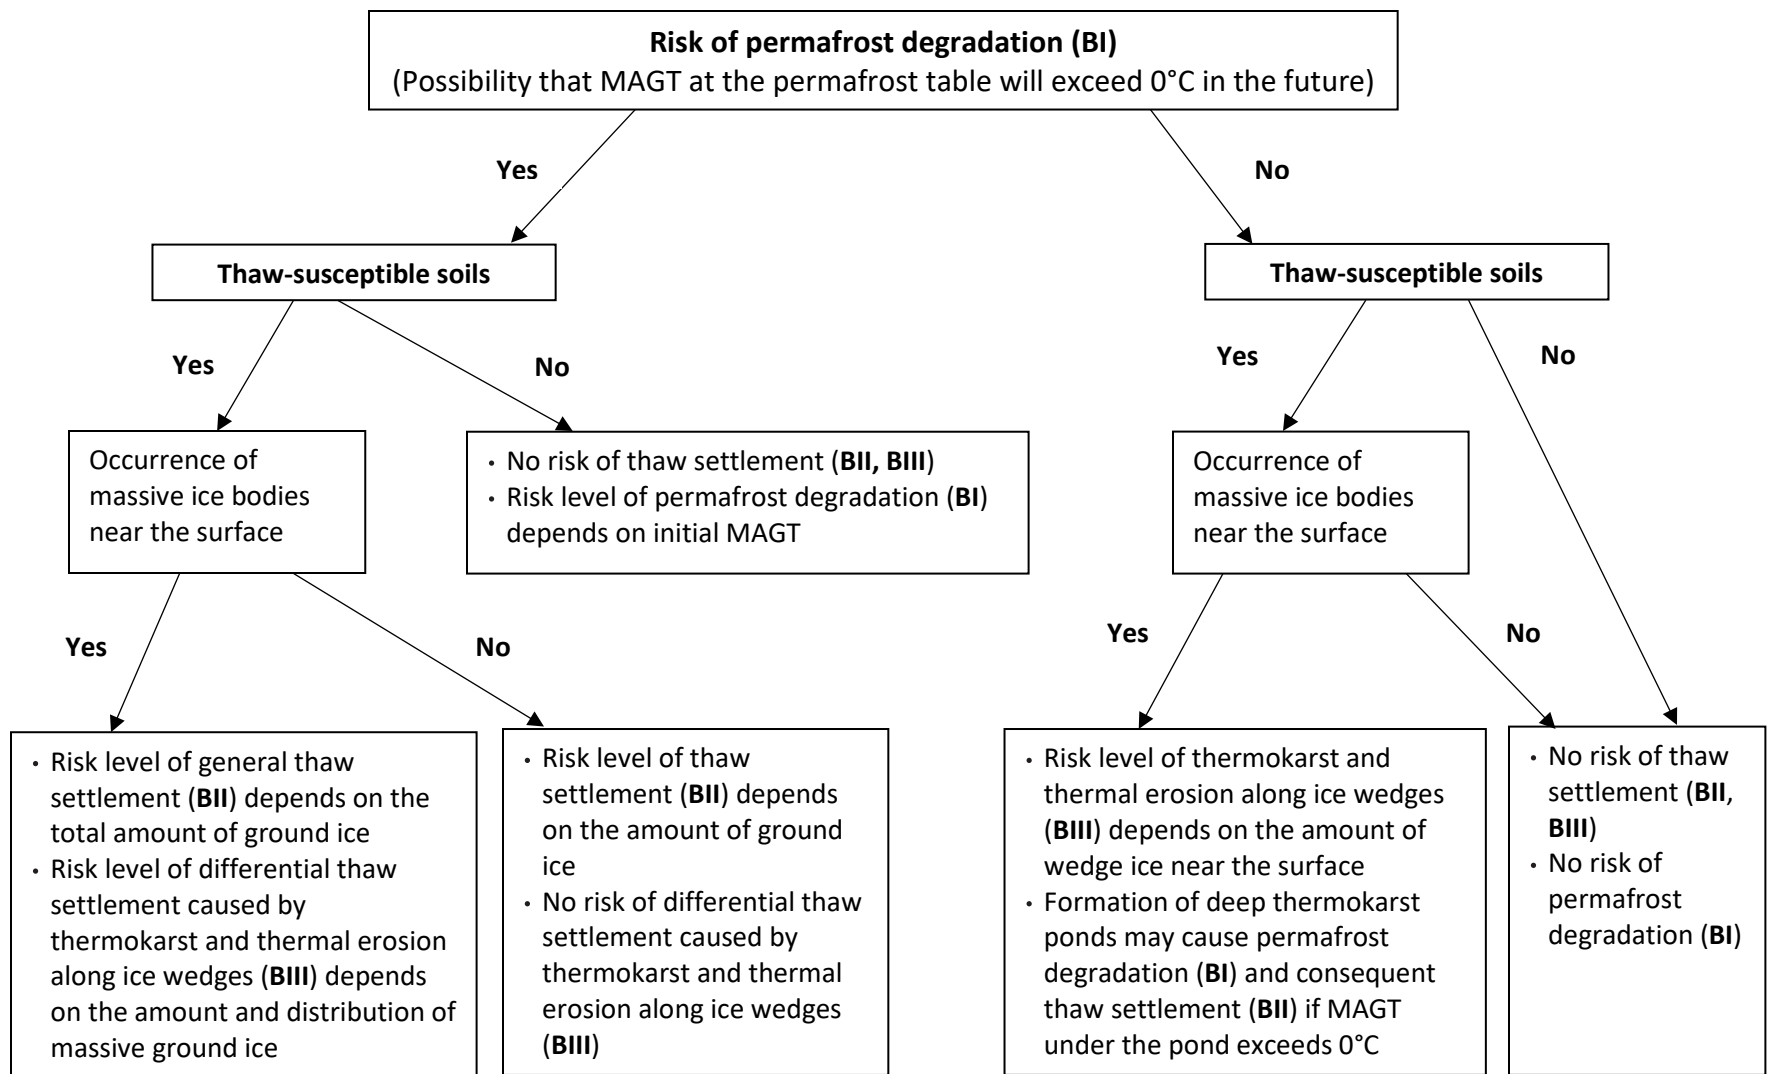 Risk of permafrost degradation (BI)
(Possibility that MAGT at the permafrost table will exceed 0°C in the future)
Yes
No
Thaw-susceptible soils
Thaw-susceptible soils
Yes
No
Yes
No
Occurrence of
massive ice bodies
near the surface
• No risk of thaw settlement (BII, BIII)
• Risk level of permafrost degradation (BI)
depends on initial MAGT
Occurrence of
massive ice bodies
near the surface
Yes
No
Yes
No
• Risk level of general thaw
settlement (BII) depends on the
total amount of ground ice
• Risk level of differential thaw
settlement caused by
thermokarst and thermal erosion
along ice wedges (BIII) depends
on the amount and distribution of
massive ground ice
• Risk level of thaw
settlement (BII) depends
on the amount of ground
ice
• No risk of differential thaw
settlement caused by
thermokarst and thermal
erosion along ice wedges
(BIII)
• Risk level of thermokarst and
thermal erosion along ice wedges
(BIII) depends on the amount of
wedge ice near the surface
• Formation of deep thermokarst
ponds may cause permafrost
degradation (BI) and consequent
thaw settlement (BII) if MAGT
under the pond exceeds 0°C
• No risk of thaw
settlement (BII,
BIII)
• No risk of
permafrost
degradation (BI)